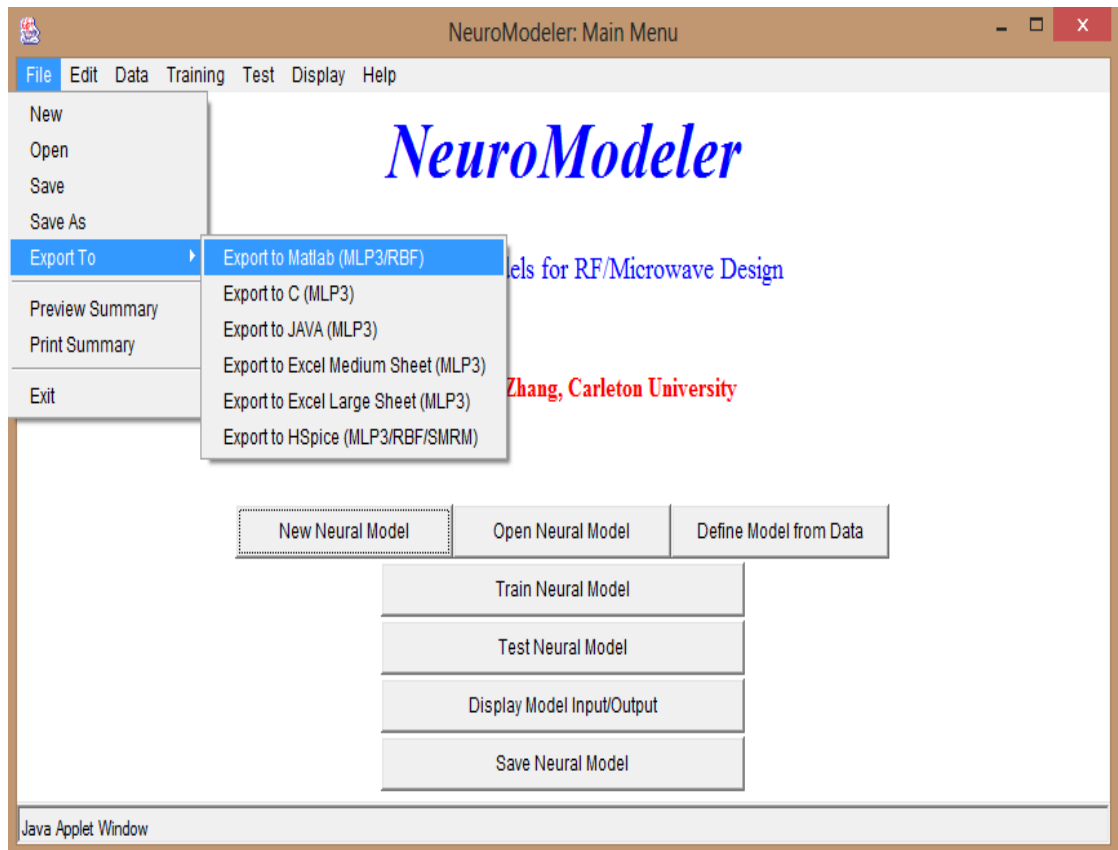 NeuroModeler: Main Menu
File Edit Data Training Test Display Help
New
Open
Save
Save As
Export To
Preview Summary
Print Summary
Exit
Export to Matlab (MLP3/RBF)
Export to C (MLP3)
Export to JAVA (MLP3)
Export to Excel Medium Sheet (MLP3)
Export to Excel Large Sheet (MLP3)
Export to HSpice (MLP3/RBF/SMRM)
NeuroModeler
for RF/Microwave Design
Zhang, Carleton University
New Neural Model
Open Neural Model
Define Model from Data
Train Neural Model
Test Neural Model
Display Model Input/Output
Save Neural Model
Java Applet Window